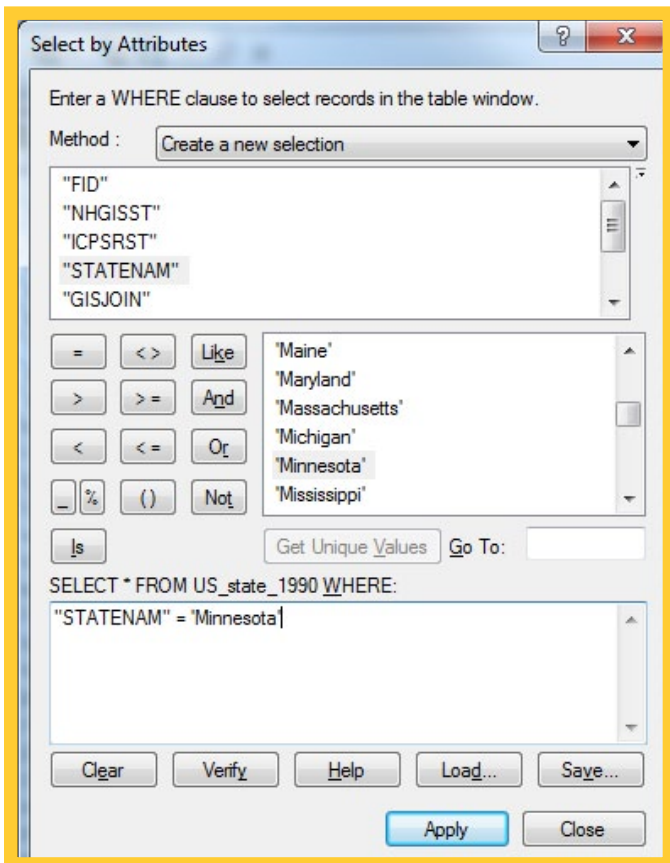 Select by Attributes
Enter a WHERE clause to select records in the table window.
Method :
Create a new selection
"FID"
"NHGISST"
"ICPSRST"
"STATENAM"
"GISJOIN"
= <> Like
> >= And
< <= Or
_ % () Not
Is
'Maine'
'Maryland'
'Massachusetts'
'Michigan'
'Minnesota'
'Mississippi'
Get Unique Values Go To:
SELECT * FROM US_state_1990 WHERE:
"STATENAM" = 'Minnesota'
Clear Verify Help Load... Save...
Apply Close